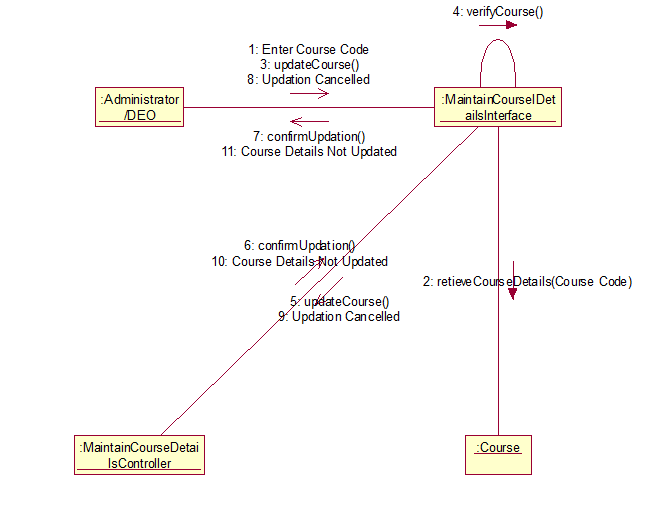 4: verifyCourse()
1: Enter Course Code
3: updateCourse()
8: Updation Cancelled
:Administrator
/DEO
:MaintainCourselDet
ailsInterface
7: confirmUpdation()
11: Course Details Not Updated
6: confirmUpdation()
10: Course Details Not Updated
2: retieveCourseDetails(Course Code)
5: updateCourse()
9: Updation Cancelled
:MaintainCourseDetai
lsController
:Course